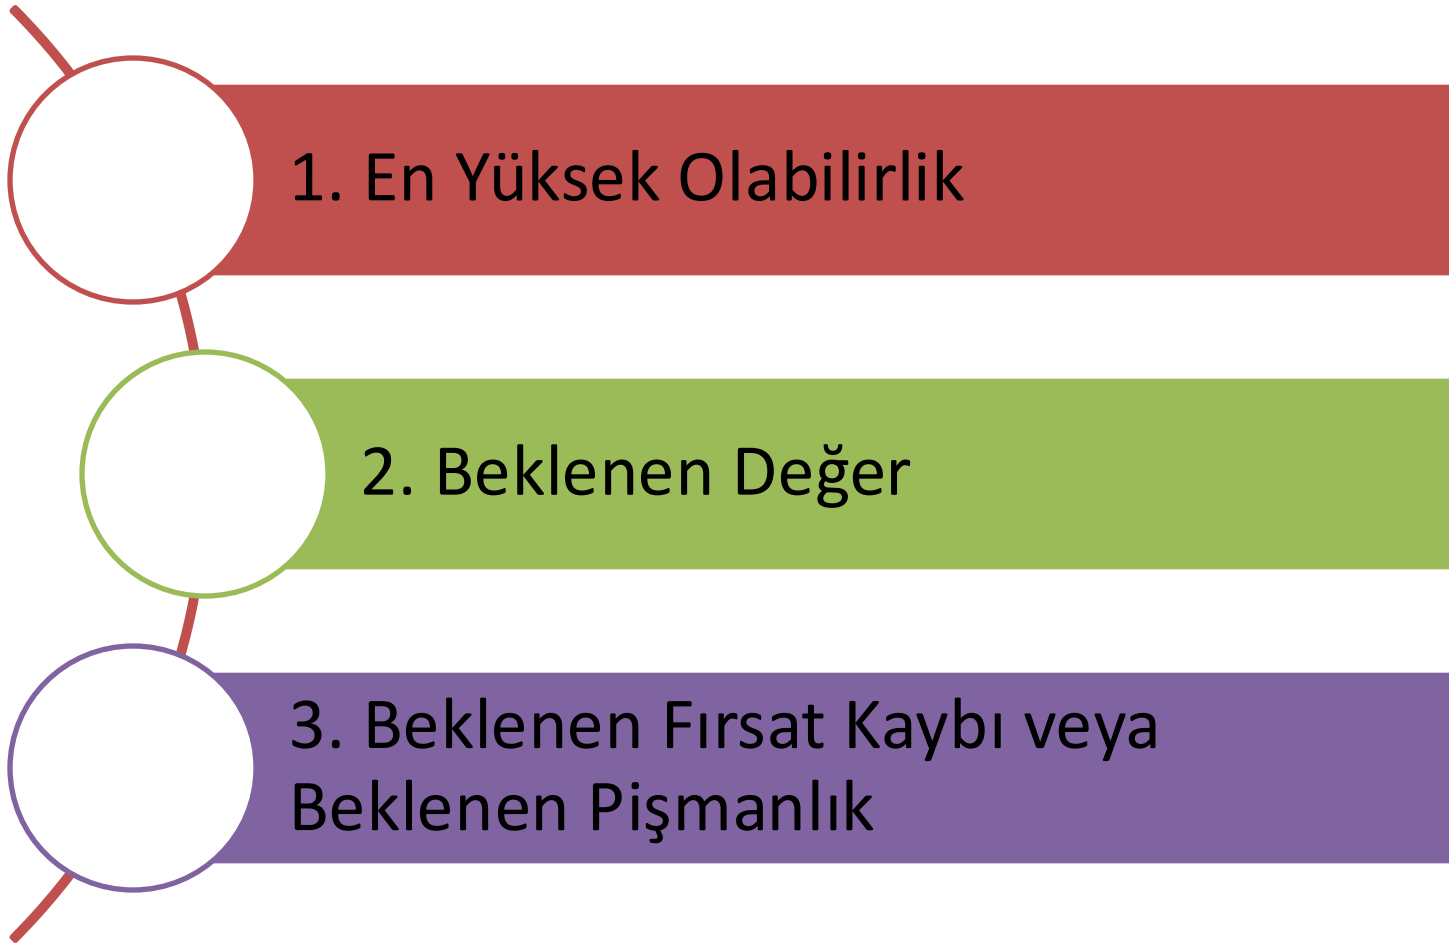 1. En Yüksek Olabilirlik
2. Beklenen Değer
3. Beklenen Fırsat Kaybı veya
Beklenen Pişmanlık